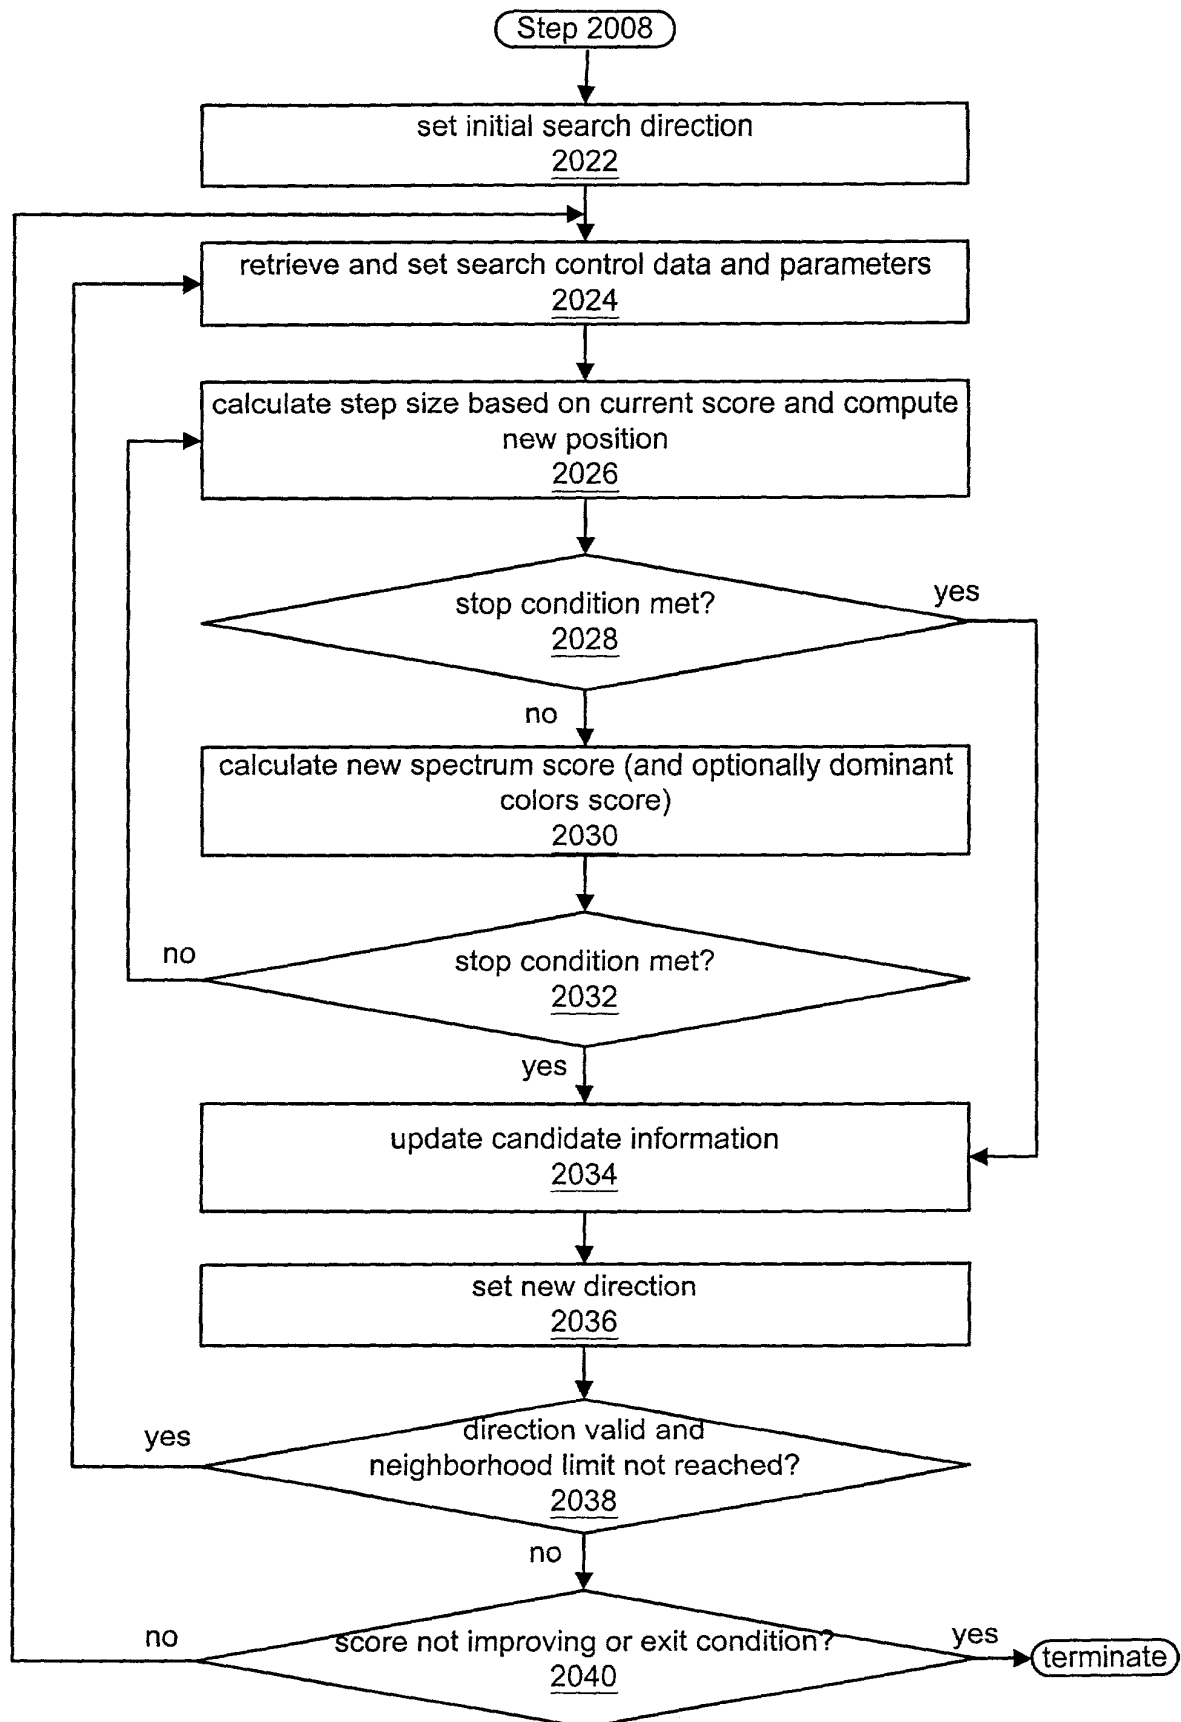 Step 2008
set initial search direction
2022
retrieve and set search control data and parameters
2024
calculate step size based on current score and compute
new position
2026
stop condition met?
2028
yes
no
calculate new spectrum score (and optionally dominant
colors score)
2030
stop condition met?
2032
no
yes
update candidate information
2034
set new direction
2036
direction valid and
neighborhood limit not reached?
2038
yes
no
score not improving or exit condition?
2040
no
yes
terminate